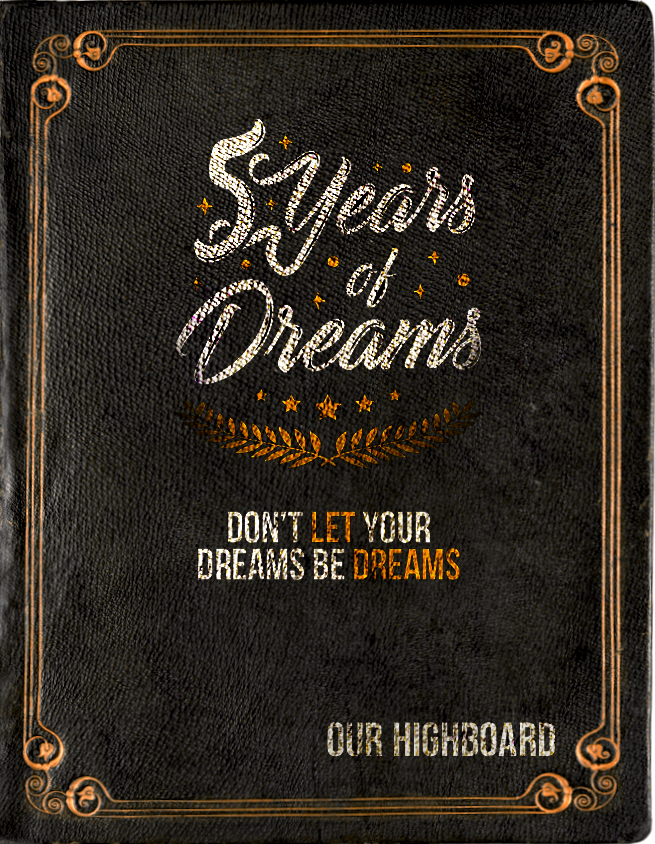 5 Years
of
Dreams
DON'T LET YOUR
DREAMS BE DREAMS
OUR HIGHBOARD